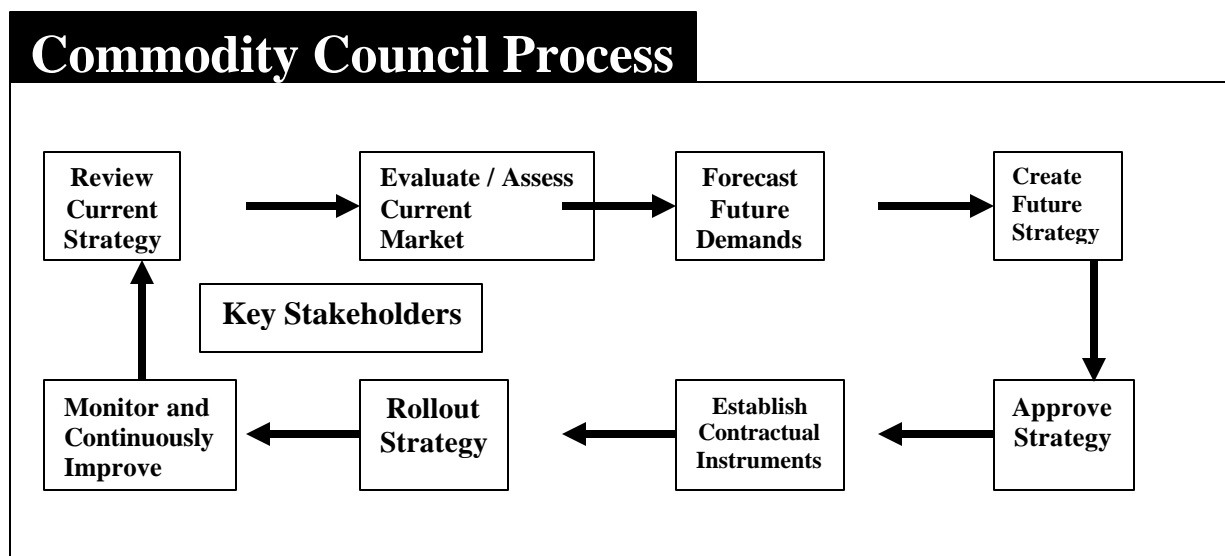 Commodity Council Process
Review
Current
Strategy
Evaluate / Assess
Current
Market
Forecast
Future
Demands
Create
Future
Strategy
Key Stakeholders
Monitor and
Continuously
Improve
Rollout
Strategy
Establish
Contractual
Instruments
Approve
Strategy